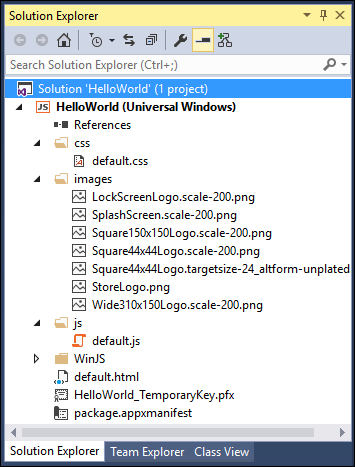 Solution Explorer
Search Solution Explorer (Ctrl+;)
Solution 'HelloWorld' (1 project)
JS HelloWorld (Universal Windows)
References
css
default.css
images
LockScreenLogo.scale-200.png
SplashScreen.scale-200.png
Square150x150Logo.scale-200.png
Square44x44Logo.scale-200.png
Square44x44Logo.targetsize-24_altform-unplated
StoreLogo.png
Wide310x150Logo.scale-200.png
js
default.js
WinJS
default.html
HelloWorld_TemporaryKey.pfx
package.appxmanifest
Solution Explorer Team Explorer Class View